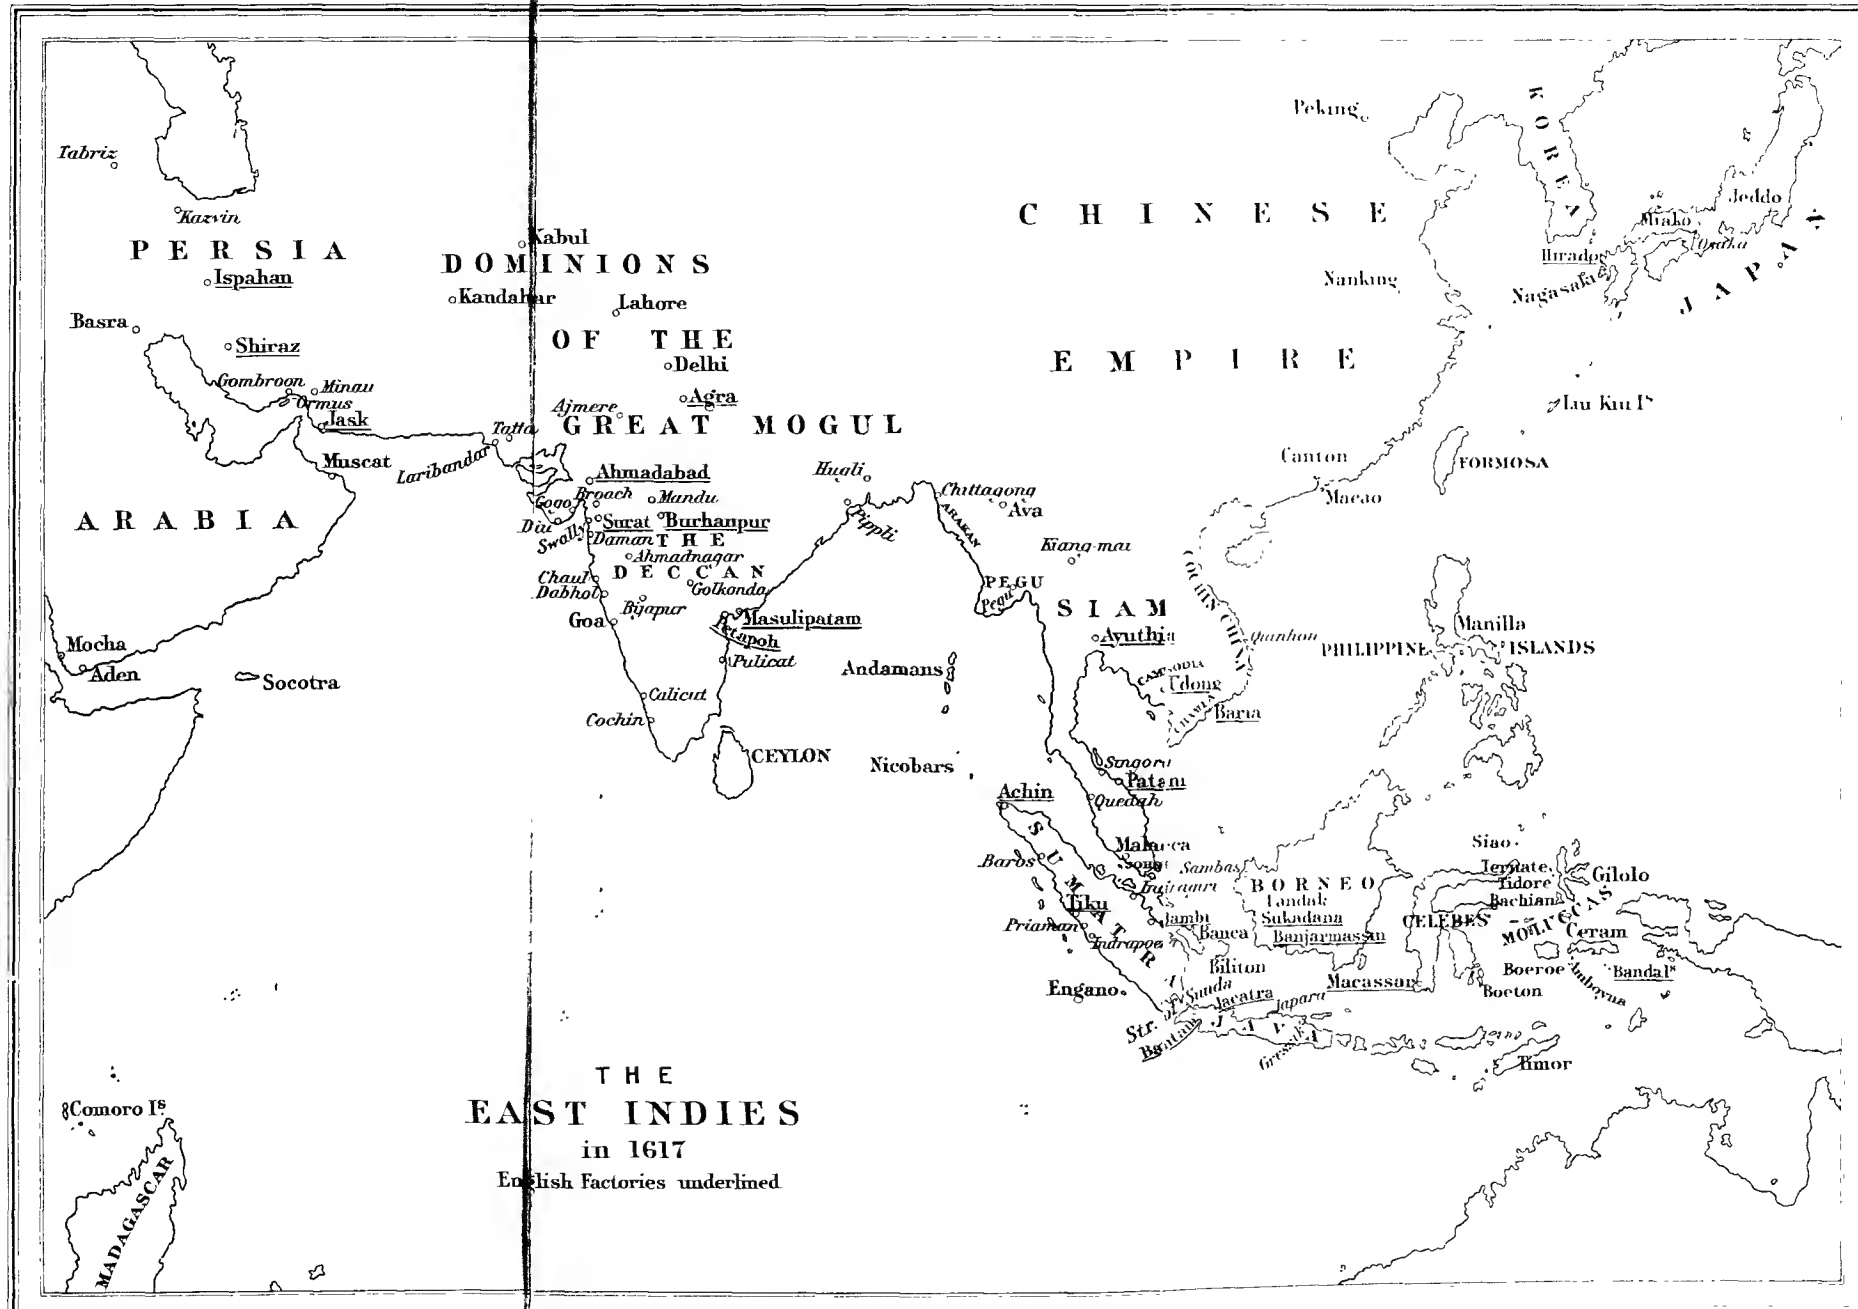 Tabriz
Kazvin
PERSIA
Ispahan
Basra
Shiraz
Gombroon
Minau
Ormus
Jask
Muscat
ARABIA
Mocha
Aden
Socotra
Kabul
DOMINIONS
Kandahar
Lahore
OF THE
Delhi
Agra
Ajmere
GREAT MOGUL
Tatta
Laribandar
Ahmadabad
Gogo
Broach
Mandu
Diu
Surat
Burhanpur
Swally
Daman
THE
Ahmadnagar
DECCAN
Chaul
Golkonda
Dabhol
Bijapur
Goa
Masulipatam
Petapoli
Pulicat
Calicut
Cochin
CEYLON
Hugli
Pippli
Chittagong
Ava
ARAKAN
Kiang-mai
PEGU
Pegu
SIAM
Ayuthia
Andamans
Nicobars
CHINESE
EMPIRE
Peking
Nanking
Canton
Macao
KOREA
JAPAN
Jeddo
Miako
Osaka
Hirado
Nagasaki
Liu Kiu Is
FORMOSA
COCHIN CHINA
Quanhon
CAMBODIA
Udong
CHAMPA
Baria
PHILIPPINE ISLANDS
Manilla
Singora
Patani
Quedah
Achin
SUMATRA
Malacca
Baros
Tiku
Priaman
Indrapoea
Jambi
Banca
Biliton
Engano
Str. Sunda
Bantam
Jacatra
Japara
JAVA
Sambas
BORNEO
Landak
Sukadana
Banjarmassin
Macassar
CELEBES
Siao
Ternate
Tidore
Bachian
Gilolo
MOLUCCAS
Ceram
Boeroe
Amboyna
Banda Is
Boeton
Timor
Comoro Is.
MADAGASCAR
THE
EAST INDIES
in 1617
English Factories underlined